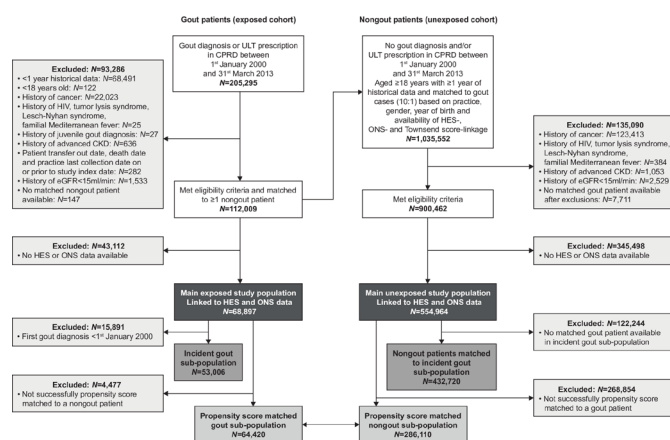 Gout patients (exposed cohort)
Nongout patients (unexposed cohort)
Gout diagnosis or ULT prescription
in CPRD between
1st January 2000
and 31st March 2013
N=205,295
No gout diagnosis and/or
ULT prescription in CPRD between
1st January 2000
and 31st March 2013
Aged ≥18 years with ≥1 year of
historical data and matched to gout
cases (10:1) based on practice,
gender, year of birth and
availability of HES-,
ONS- and Townsend score-linkage
N=1,035,552
Excluded: N=93,286
• <1 year historical data: N=68,491
• <18 years old: N=122
• History of cancer: N=22,023
• History of HIV, tumor lysis syndrome,
Lesch-Nyhan syndrome,
familial Mediterranean fever: N=25
• History of juvenile gout diagnosis: N=27
• History of advanced CKD: N=636
• Patient transfer out date, death date
and practice last collection date on
or prior to study index date: N=282
• History of eGFR<15ml/min: N=1,533
• No matched nongout patient
available: N=147
Excluded: N=135,090
• History of cancer: N=123,413
• History of HIV, tumor lysis syndrome,
Lesch-Nyhan syndrome,
familial Mediterranean fever: N=384
• History of advanced CKD: N=1,053
• History of eGFR<15ml/min: N=2,529
• No matched gout patient available
after exclusions: N=7,711
Met eligibility criteria and matched
to ≥1 nongout patient
N=112,009
Met eligibility criteria
N=900,462
Excluded: N=43,112
• No HES or ONS data available
Excluded: N=345,498
• No HES or ONS data available
Main exposed study population
Linked to HES and ONS data
N=68,897
Main unexposed study population
Linked to HES and ONS data
N=554,964
Excluded: N=15,891
• First gout diagnosis <1st January 2000
Excluded: N=122,244
• No matched gout patient available
in incident gout sub-population
Incident gout
sub-population
N=53,006
Nongout patients matched
to incident gout
sub-population
N=432,720
Excluded: N=4,477
• Not successfully propensity score
matched to a nongout patient
Excluded: N=268,854
• Not successfully propensity score
matched to a gout patient
Propensity score matched
gout sub-population
N=64,420
Propensity score matched
nongout sub-population
N=286,110